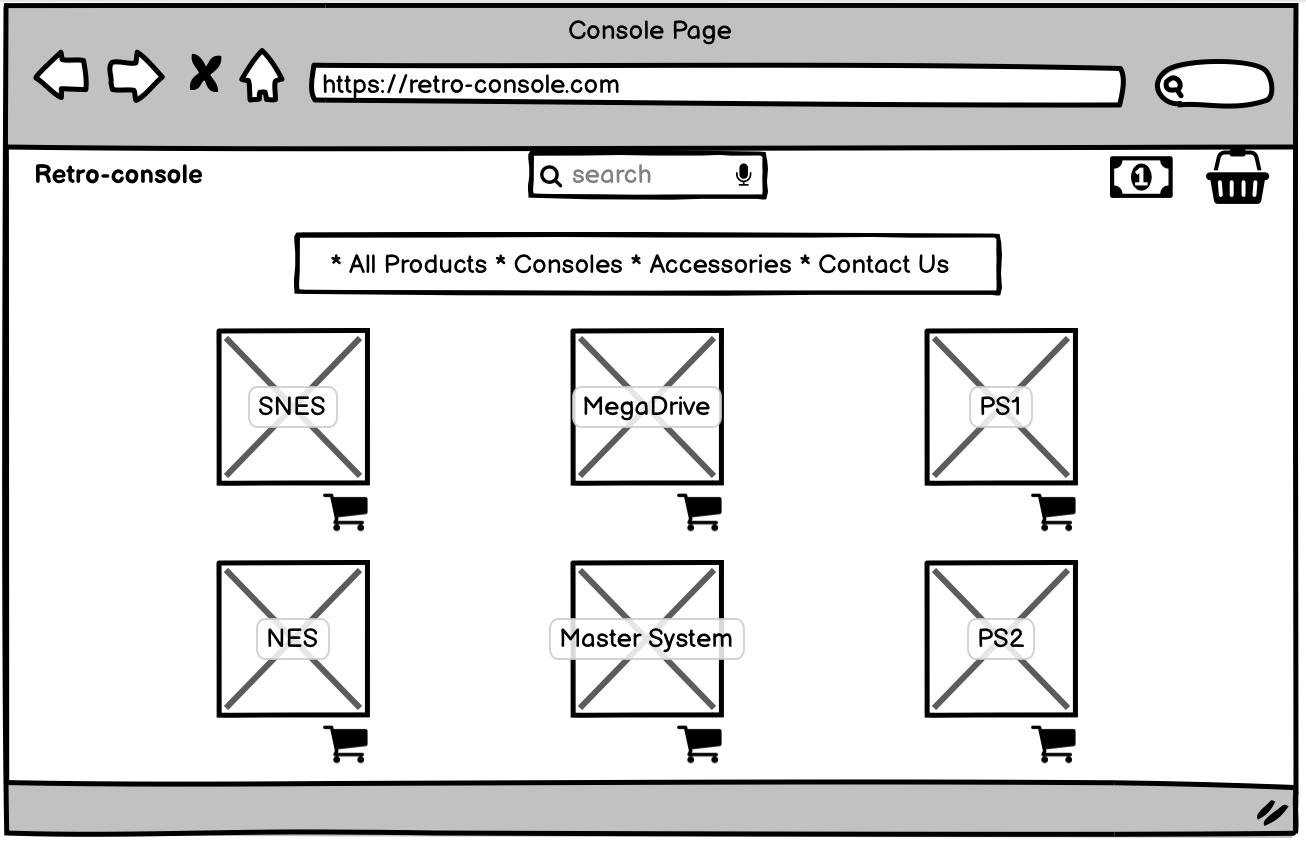 Console Page
https://retro-console.com
Retro-console
search
1
* All Products * Consoles * Accessories * Contact Us
SNES
MegaDrive
PS1
NES
Master System
PS2